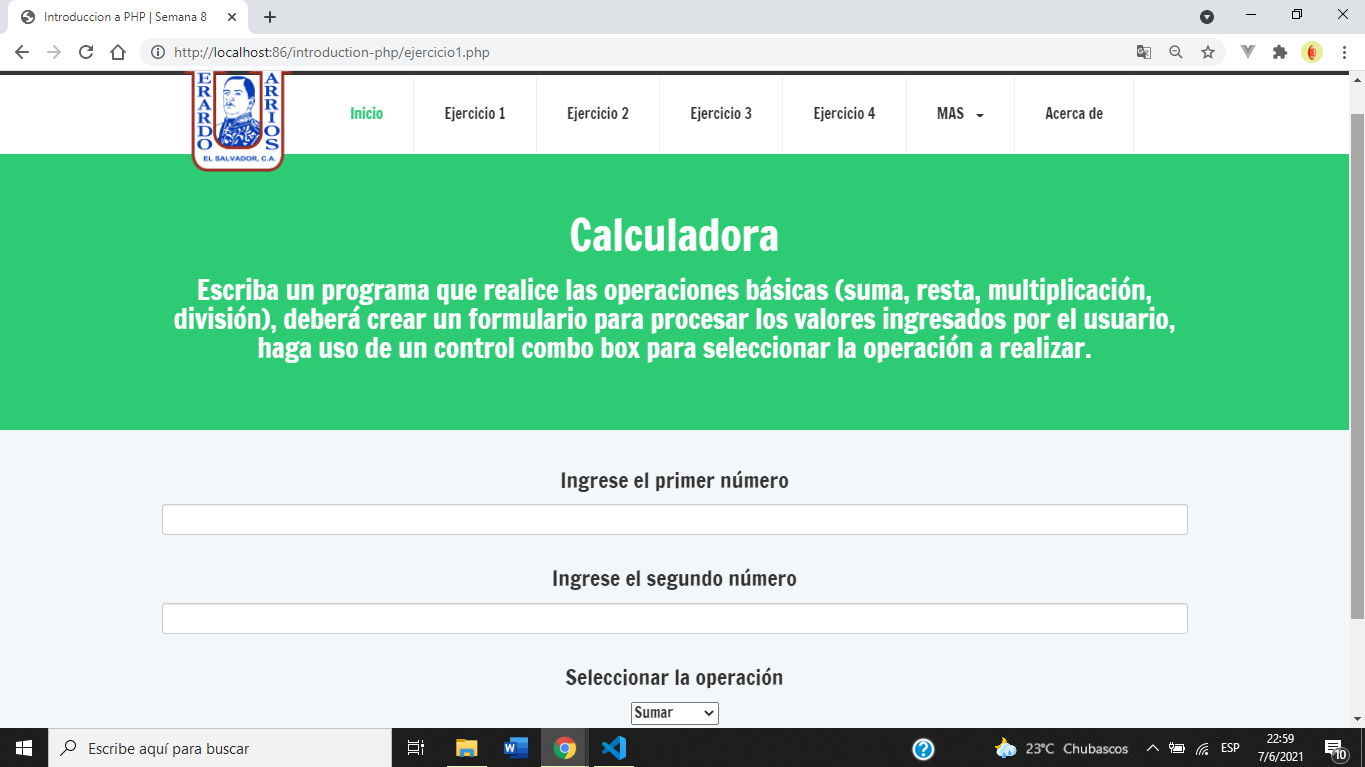 Introduccion a PHP | Semana 8
http://localhost:86/introduction-php/ejercicio1.php
ERARDO
ARRIOS
EL SALVADOR, C.A.
Inicio
Ejercicio 1
Ejercicio 2
Ejercicio 3
Ejercicio 4
MAS
Acerca de
Calculadora
Escriba un programa que realice las operaciones básicas (suma, resta, multiplicación,
división), deberá crear un formulario para procesar los valores ingresados por el usuario,
haga uso de un control combo box para seleccionar la operación a realizar.
Ingrese el primer número
Ingrese el segundo número
Seleccionar la operación
Sumar
Escribe aquí para buscar
23°C Chubascos
ESP
22:59
7/6/2021
10